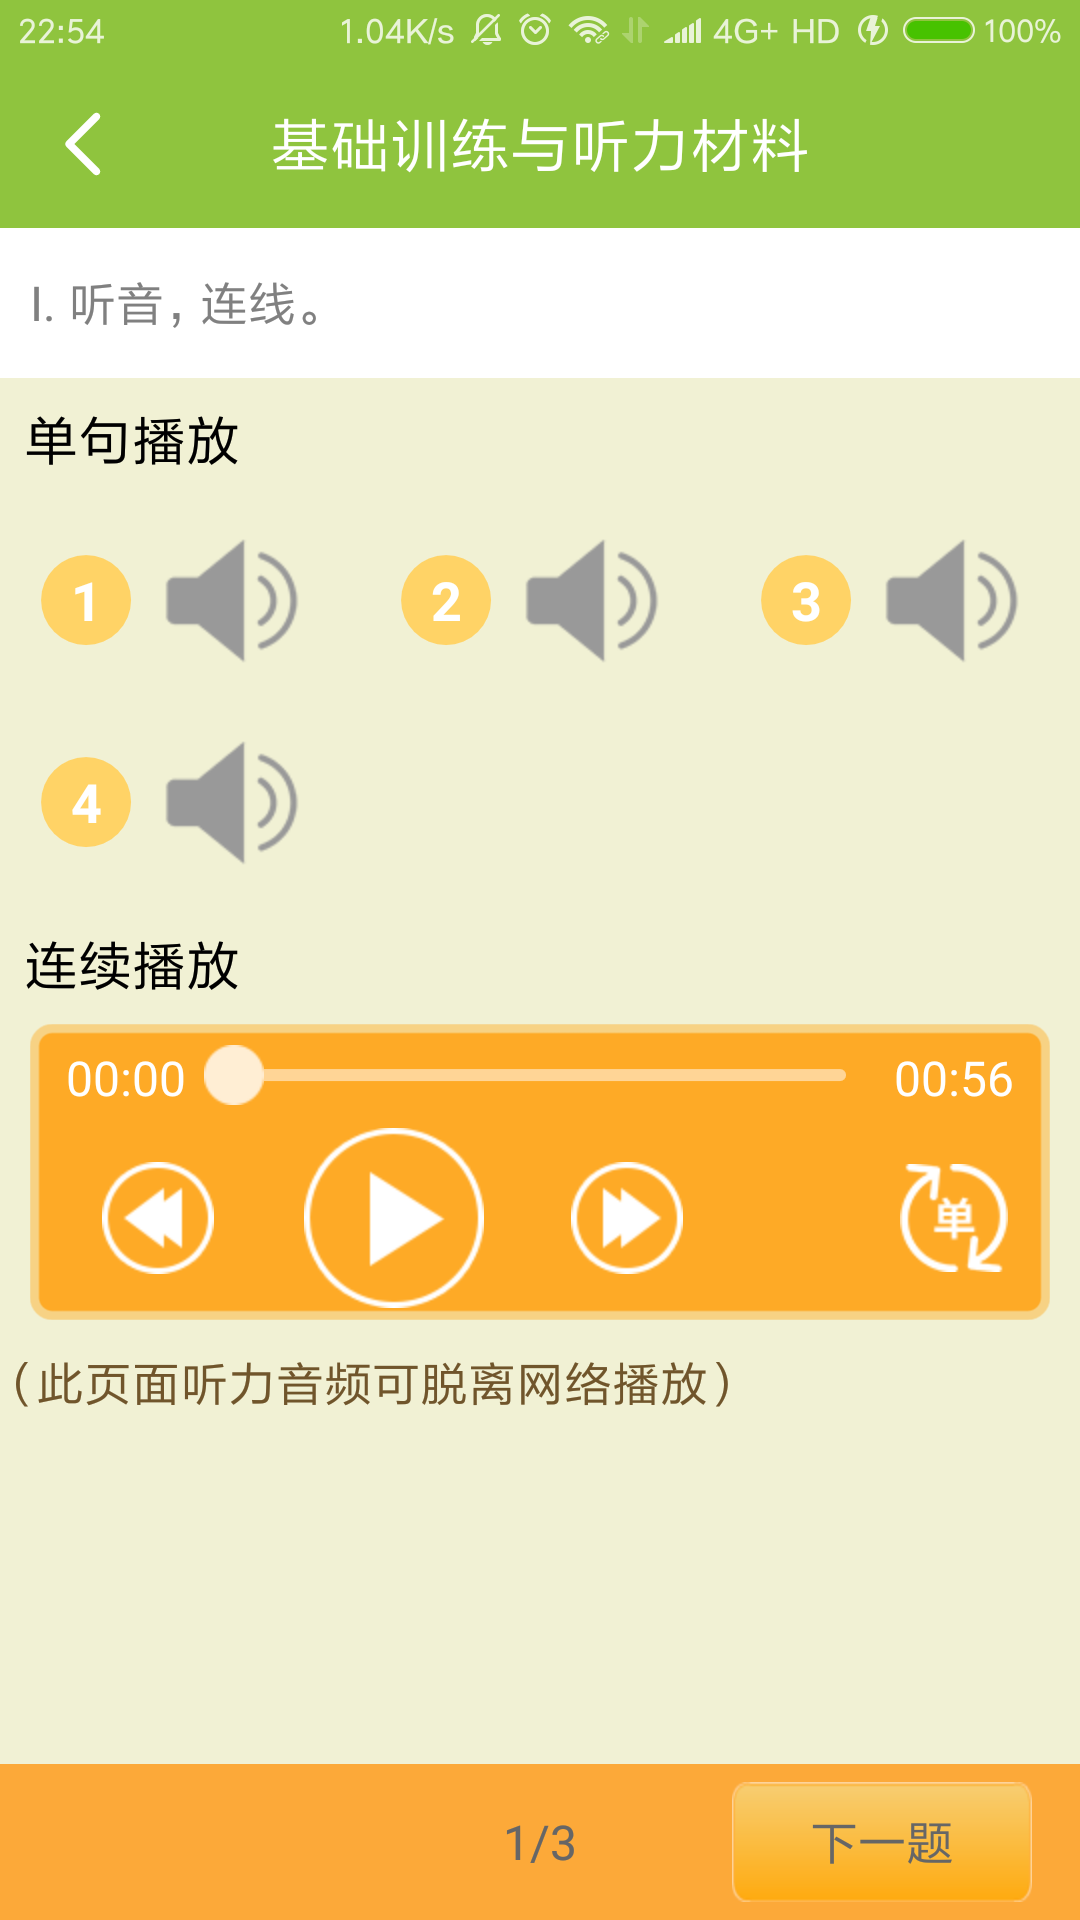 22:54 1.04K/s 4G+ HD 100%
基础训练与听力材料
I. 听音，连线。
单句播放
1 2 3
4
连续播放
00:00 00:56
单
（此页面听力音频可脱离网络播放）
1/3 下一题